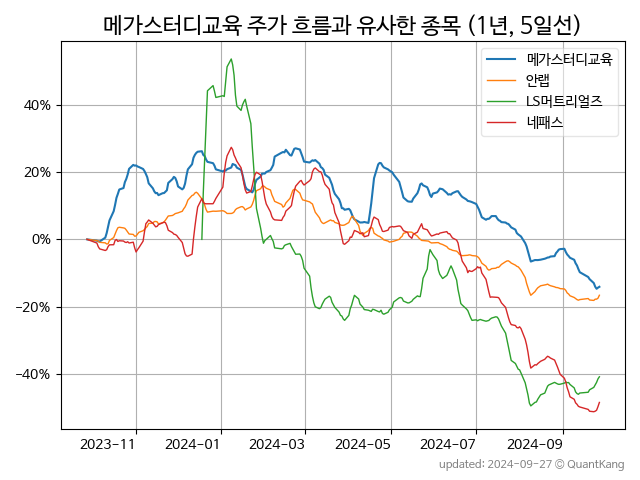 메가스터디교육 주가 흐름과 유사한 종목 (1년, 5일선)
메가스터디교육
안랩
LS머트리얼즈
네패스
40%
20%
0%
−20%
−40%
2023-11
2024-01
2024-03
2024-05
2024-07
2024-09
updated: 2024-09-27 © QuantKang